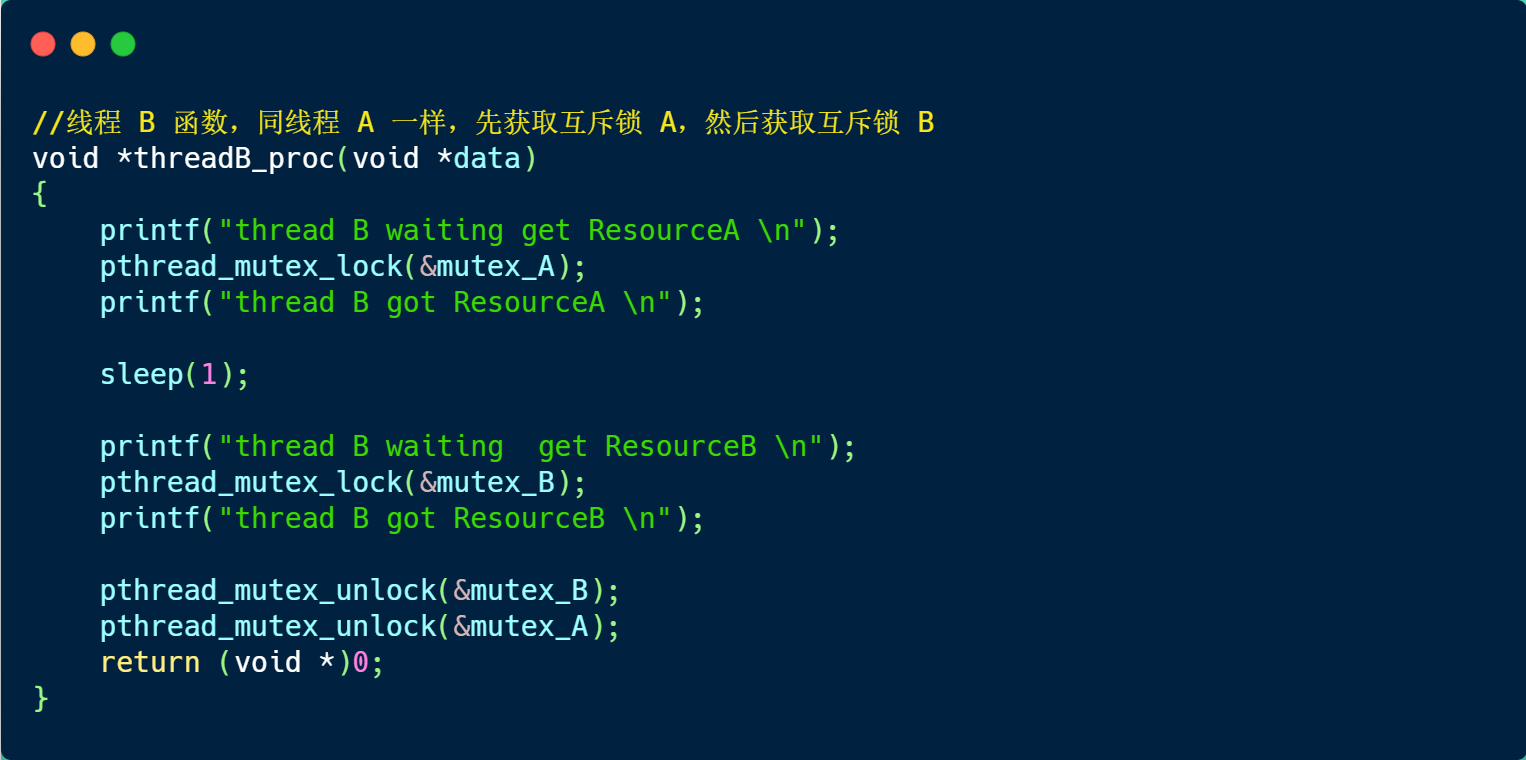 //线程 B 函数，同线程 A 一样，先获取互斥锁 A，然后获取互斥锁 B
void *threadB_proc(void *data)
{
    printf("thread B waiting get ResourceA \n");
    pthread_mutex_lock(&mutex_A);
    printf("thread B got ResourceA \n");

    sleep(1);

    printf("thread B waiting  get ResourceB \n");
    pthread_mutex_lock(&mutex_B);
    printf("thread B got ResourceB \n");

    pthread_mutex_unlock(&mutex_B);
    pthread_mutex_unlock(&mutex_A);
    return (void *)0;
}